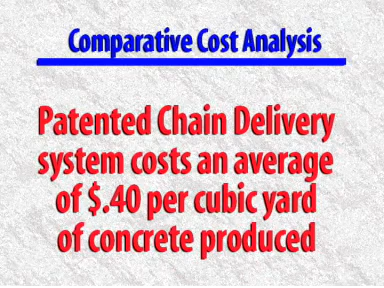 Comparative Cost Analysis
Patented Chain Delivery
system costs an average
of $.40 per cubic yard
of concrete produced